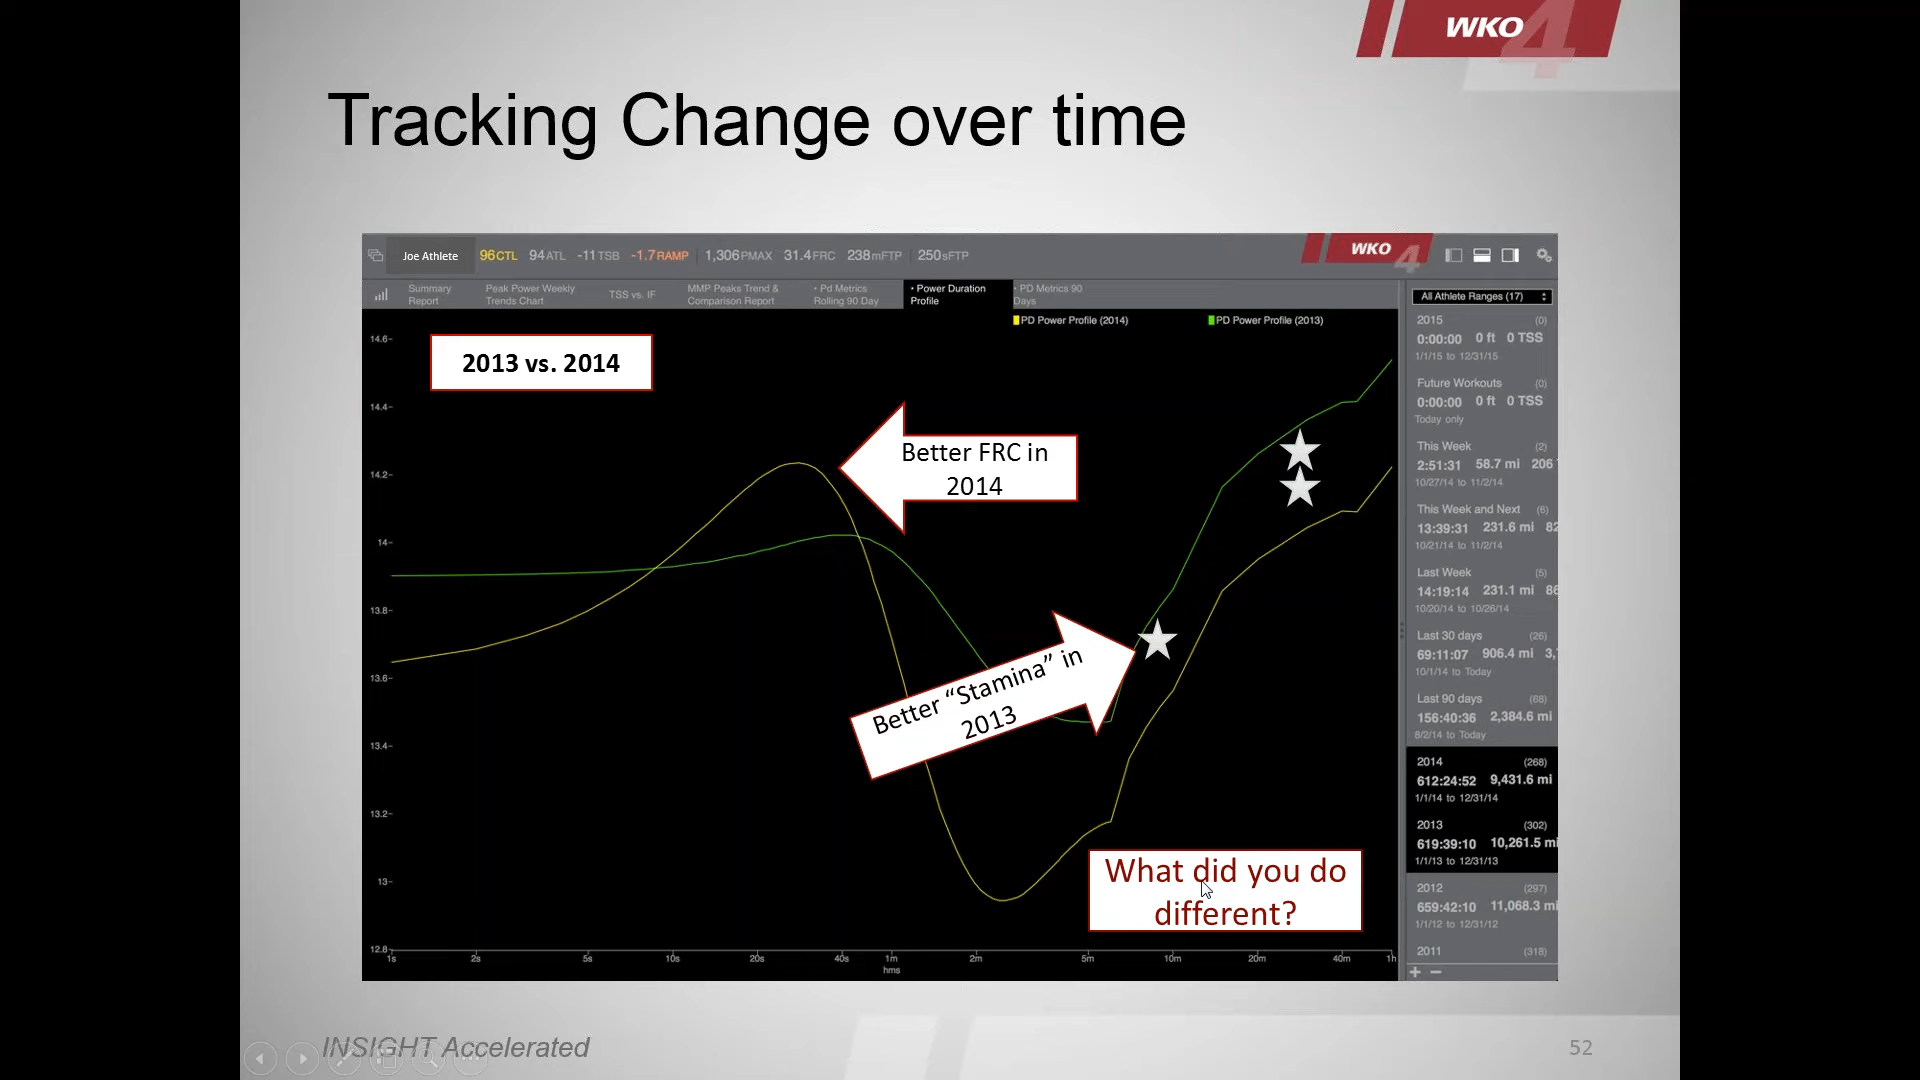 WKO4
Tracking Change over time
Joe Athlete
96CTL 94ATL -11TSB -1.7RAMP 1,306PMAX 31.4FRC 238mFTP 250sFTP
WKO4
Summary
Report
Peak Power Weekly
Trends Chart
TSS vs. IF
MMP Peaks Trend &
Comparison Report
• Pd Metrics
Rolling 90 Day
• Power Duration
Profile
• PD Metrics 90
Days
PD Power Profile (2014)
PD Power Profile (2013)
2013 vs. 2014
Better FRC in
2014
Better “Stamina” in
2013
What did you do
different?
14.6
14.4
14.2
14
13.8
13.6
13.4
13.2
13
12.8
1s 2s 5s 10s 20s 40s 1m 2m 5m 10m 20m 40m 1h
hms
All Athlete Ranges (17)
2015 (0)
0:00:00 0 ft 0 TSS
1/1/15 to 12/31/15
Future Workouts (0)
0:00:00 0 ft 0 TSS
Today only
This Week (2)
2:51:31 58.7 mi 206
10/27/14 to 11/2/14
This Week and Next (6)
13:39:31 231.6 mi 82
10/21/14 to 11/2/14
Last Week (5)
14:19:14 231.1 mi 86
10/20/14 to 10/26/14
Last 30 days (26)
69:11:07 906.4 mi 3,
10/1/14 to Today
Last 90 days (68)
156:40:36 2,384.6 mi
8/2/14 to Today
2014 (268)
612:24:52 9,431.6 mi
1/1/14 to 12/31/14
2013 (302)
619:39:10 10,261.5 mi
1/1/13 to 12/31/13
2012 (297)
659:42:10 11,068.3 mi
1/1/12 to 12/31/12
2011 (318)
INSIGHT Accelerated
52